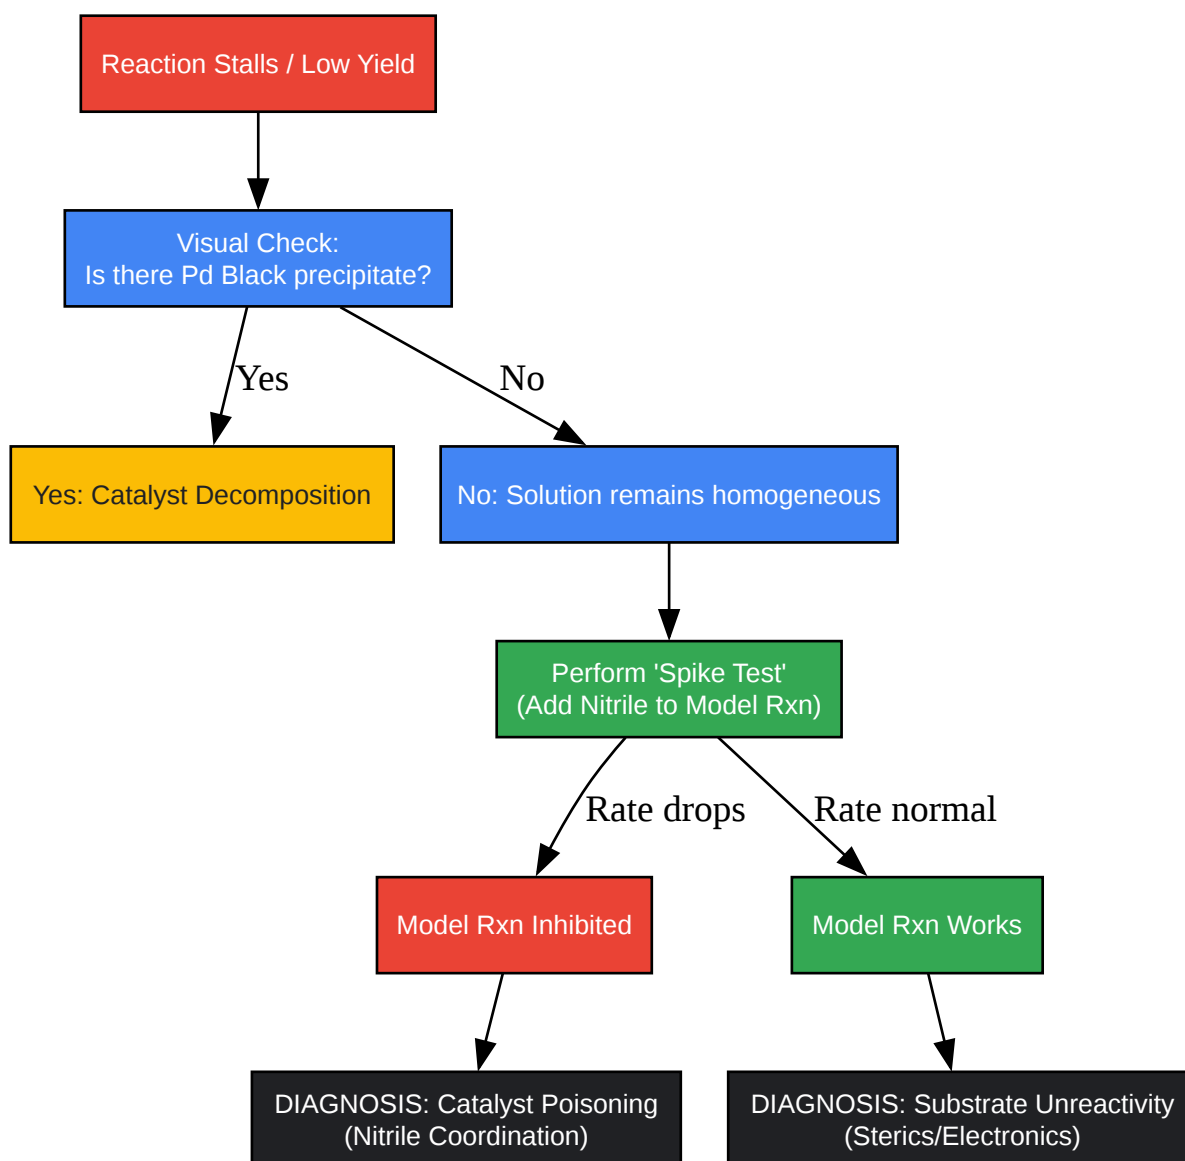 Reaction Stalls / Low Yield
Visual Check:
Is there Pd Black precipitate?
Yes
No
Yes: Catalyst Decomposition
No: Solution remains homogeneous
Perform 'Spike Test'
(Add Nitrile to Model Rxn)
Rate drops
Rate normal
Model Rxn Inhibited
Model Rxn Works
DIAGNOSIS: Catalyst Poisoning
(Nitrile Coordination)
DIAGNOSIS: Substrate Unreactivity
(Sterics/Electronics)